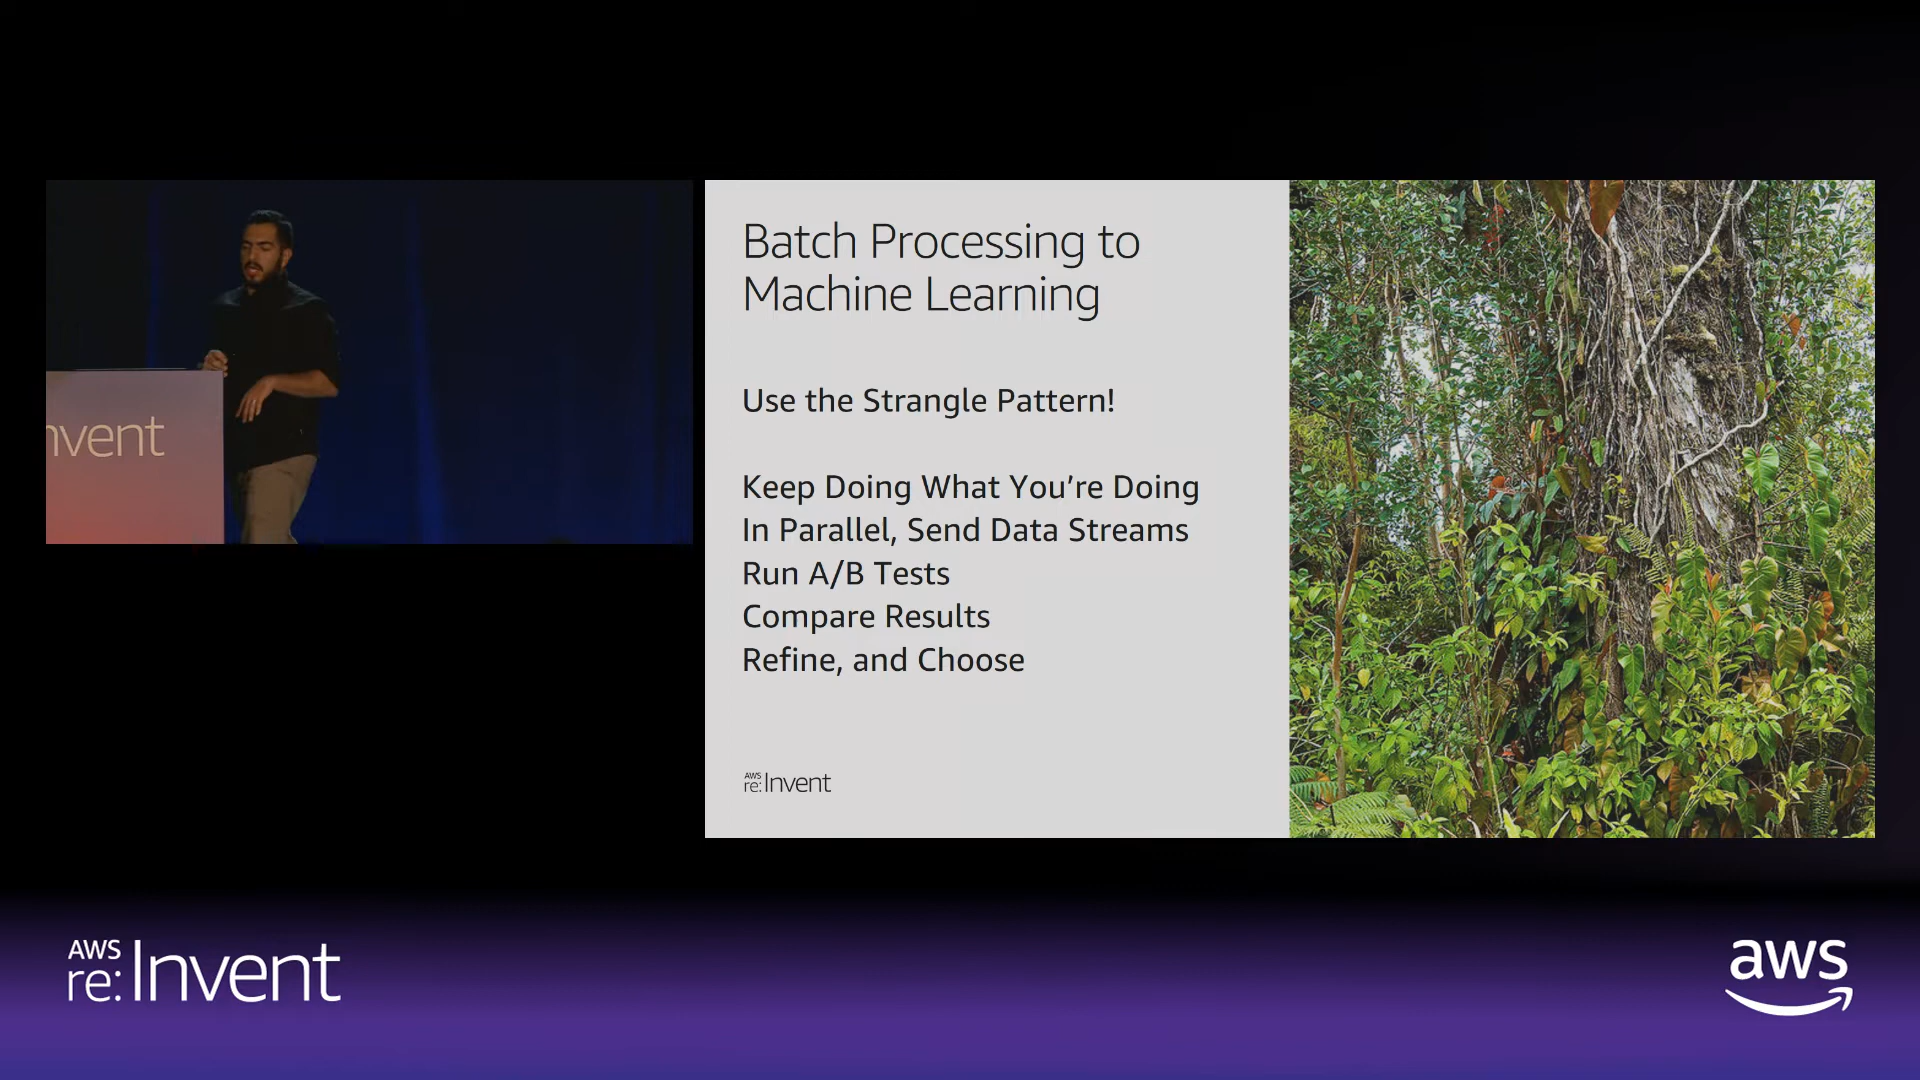 nvent
Batch Processing to
Machine Learning
Use the Strangle Pattern!
Keep Doing What You're Doing
In Parallel, Send Data Streams
Run A/B Tests
Compare Results
Refine, and Choose
AWS
re:Invent
AWS
re:Invent
aws